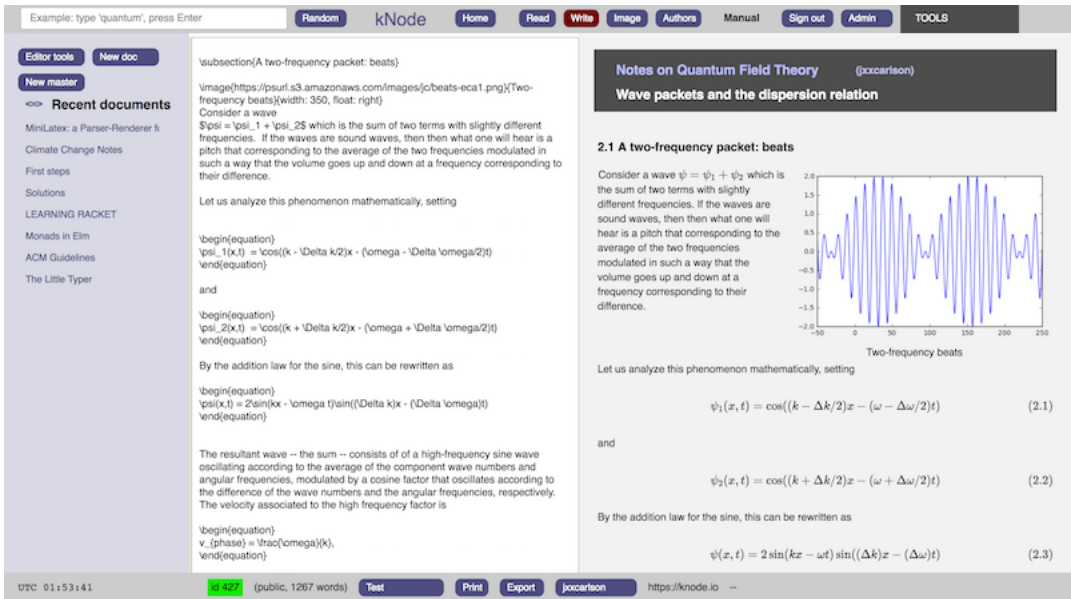 Example: type 'quantum', press Enter
Random
kNode
Home
Read
Write
Image
Authors
Manual
Sign out
Admin
TOOLS
Editor tools
New doc
New master
Recent documents
MiniLatex: a Parser-Renderer f
Climate Change Notes
First steps
Solutions
LEARNING RACKET
Monads in Elm
ACM Guidelines
The Little Typer
\subsection{A two-frequency packet: beats}
\image{https://psurl.s3.amazonaws.com/images/jc/beats-eca1.png}{Two-
frequency beats}{width: 350, float: right}
Consider a wave
$\psi = \psi_1 + \psi_2$ which is the sum of two terms with slightly different
frequencies.  If the waves are sound waves, then then what one will hear is a
pitch that corresponding to the average of the two frequencies modulated in
such a way that the volume goes up and down at a frequency corresponding to
their difference.
Let us analyze this phenomenon mathematically, setting
\begin{equation}
\psi_1(x,t)  = \cos((k - \Delta k/2)x - (\omega - \Delta \omega/2)t)
\end{equation}
and
\begin{equation}
\psi_2(x,t)  = \cos((k + \Delta k/2)x - (\omega + \Delta \omega/2)t)
\end{equation}
By the addition law for the sine, this can be rewritten as
\begin{equation}
\psi(x,t) = 2\sin(kx - \omega t)\sin((\Delta k)x - (\Delta \omega)t)
\end{equation}
The resultant wave -- the sum -- consists of of a high-frequency sine wave
oscillating according to the average of the component wave numbers and
angular frequencies, modulated by a cosine factor that oscillates according to
the difference of the wave numbers and the angular frequencies, respectively.
The velocity associated to the high frequency factor is
\begin{equation}
v_{phase} = \frac{\omega}{k},
\end{equation}
Notes on Quantum Field Theory (jxxcarlson)
Wave packets and the dispersion relation
2.1 A two-frequency packet: beats
Consider a wave ψ = ψ₁ + ψ₂ which is
the sum of two terms with slightly
different frequencies. If the waves are
sound waves, then then what one will
hear is a pitch that corresponding to the
average of the two frequencies
modulated in such a way that the
volume goes up and down at a
frequency corresponding to their
difference.
2.0
1.5
1.0
0.5
0.0
−0.5
−1.0
−1.5
−2.0
−50 0 50 100 150 200 250
Two-frequency beats
Let us analyze this phenomenon mathematically, setting
ψ₁(x, t) = cos((k − Δk/2)x − (ω − Δω/2)t) (2.1)
and
ψ₂(x, t) = cos((k + Δk/2)x − (ω + Δω/2)t) (2.2)
By the addition law for the sine, this can be rewritten as
ψ(x, t) = 2 sin(kx − ωt) sin((Δk)x − (Δω)t) (2.3)
UTC 01:53:41
id 427
(public, 1267 words)
Test
Print
Export
jxxcarlson
https://knode.io --